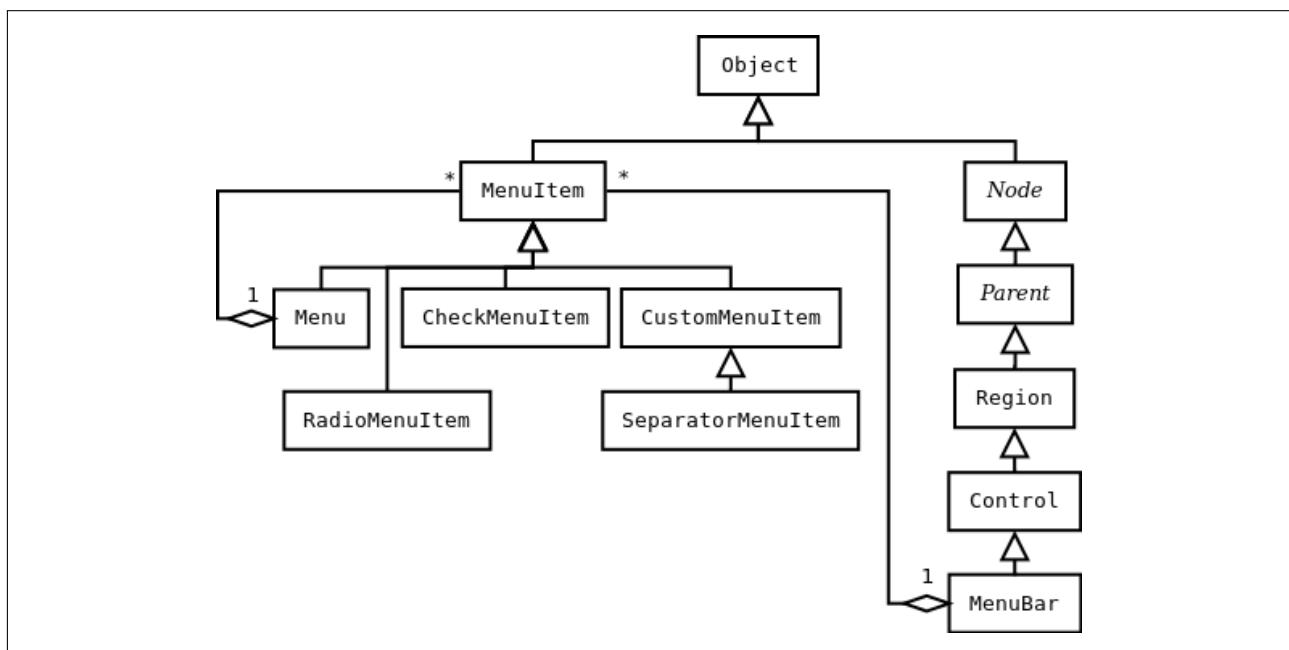 Object
* MenuItem *
Node
Parent
1
Menu
CheckMenuItem
CustomMenuItem
Region
RadioMenuItem
SeparatorMenuItem
Control
1
MenuBar